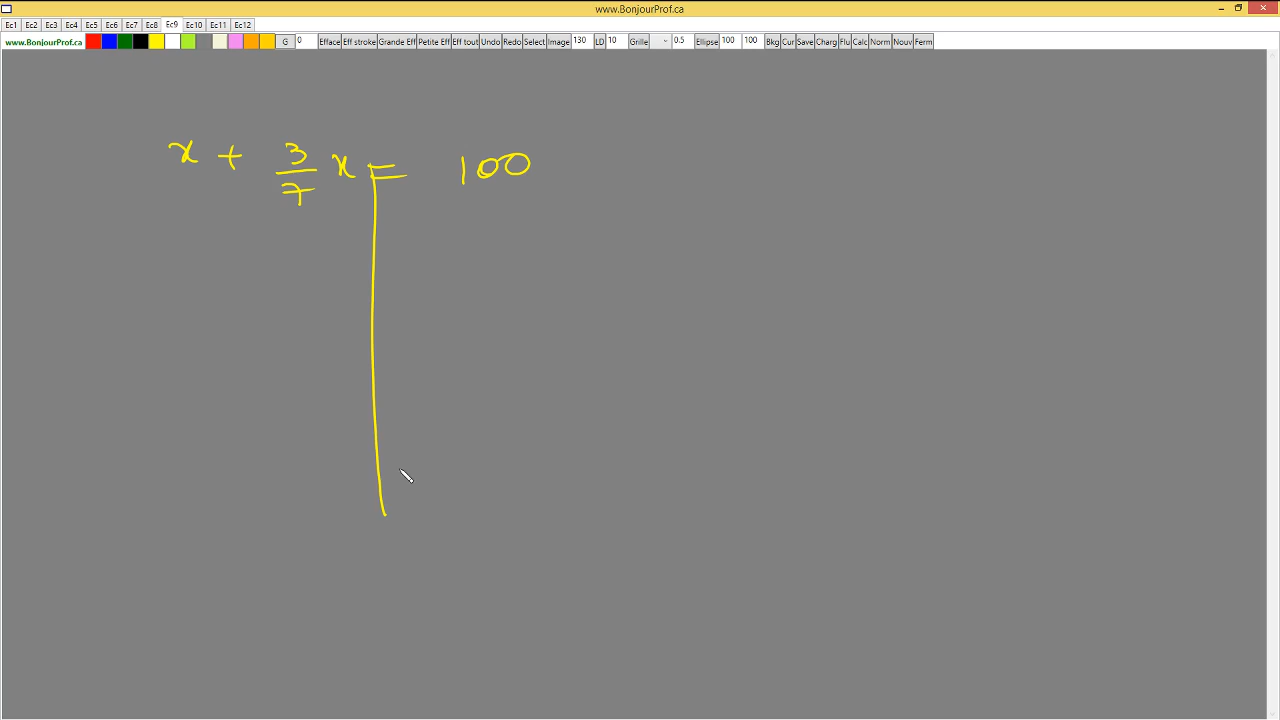 www.BonjourProf.ca
Ec1 Ec2 Ec3 Ec4 Ec5 Ec6 Ec7 Ec8 Ec9 Ec10 Ec11 Ec12
www.BonjourProf.ca G 0 Efface Eff stroke Grande Eff Petite Eff Eff tout Undo Redo Select Image 130 LD 10 Grille 0.5 Ellipse 100 100 Bkg Cur Save Charg Flu Calc Norm Nouv Ferm
x + 3/7 x = 100